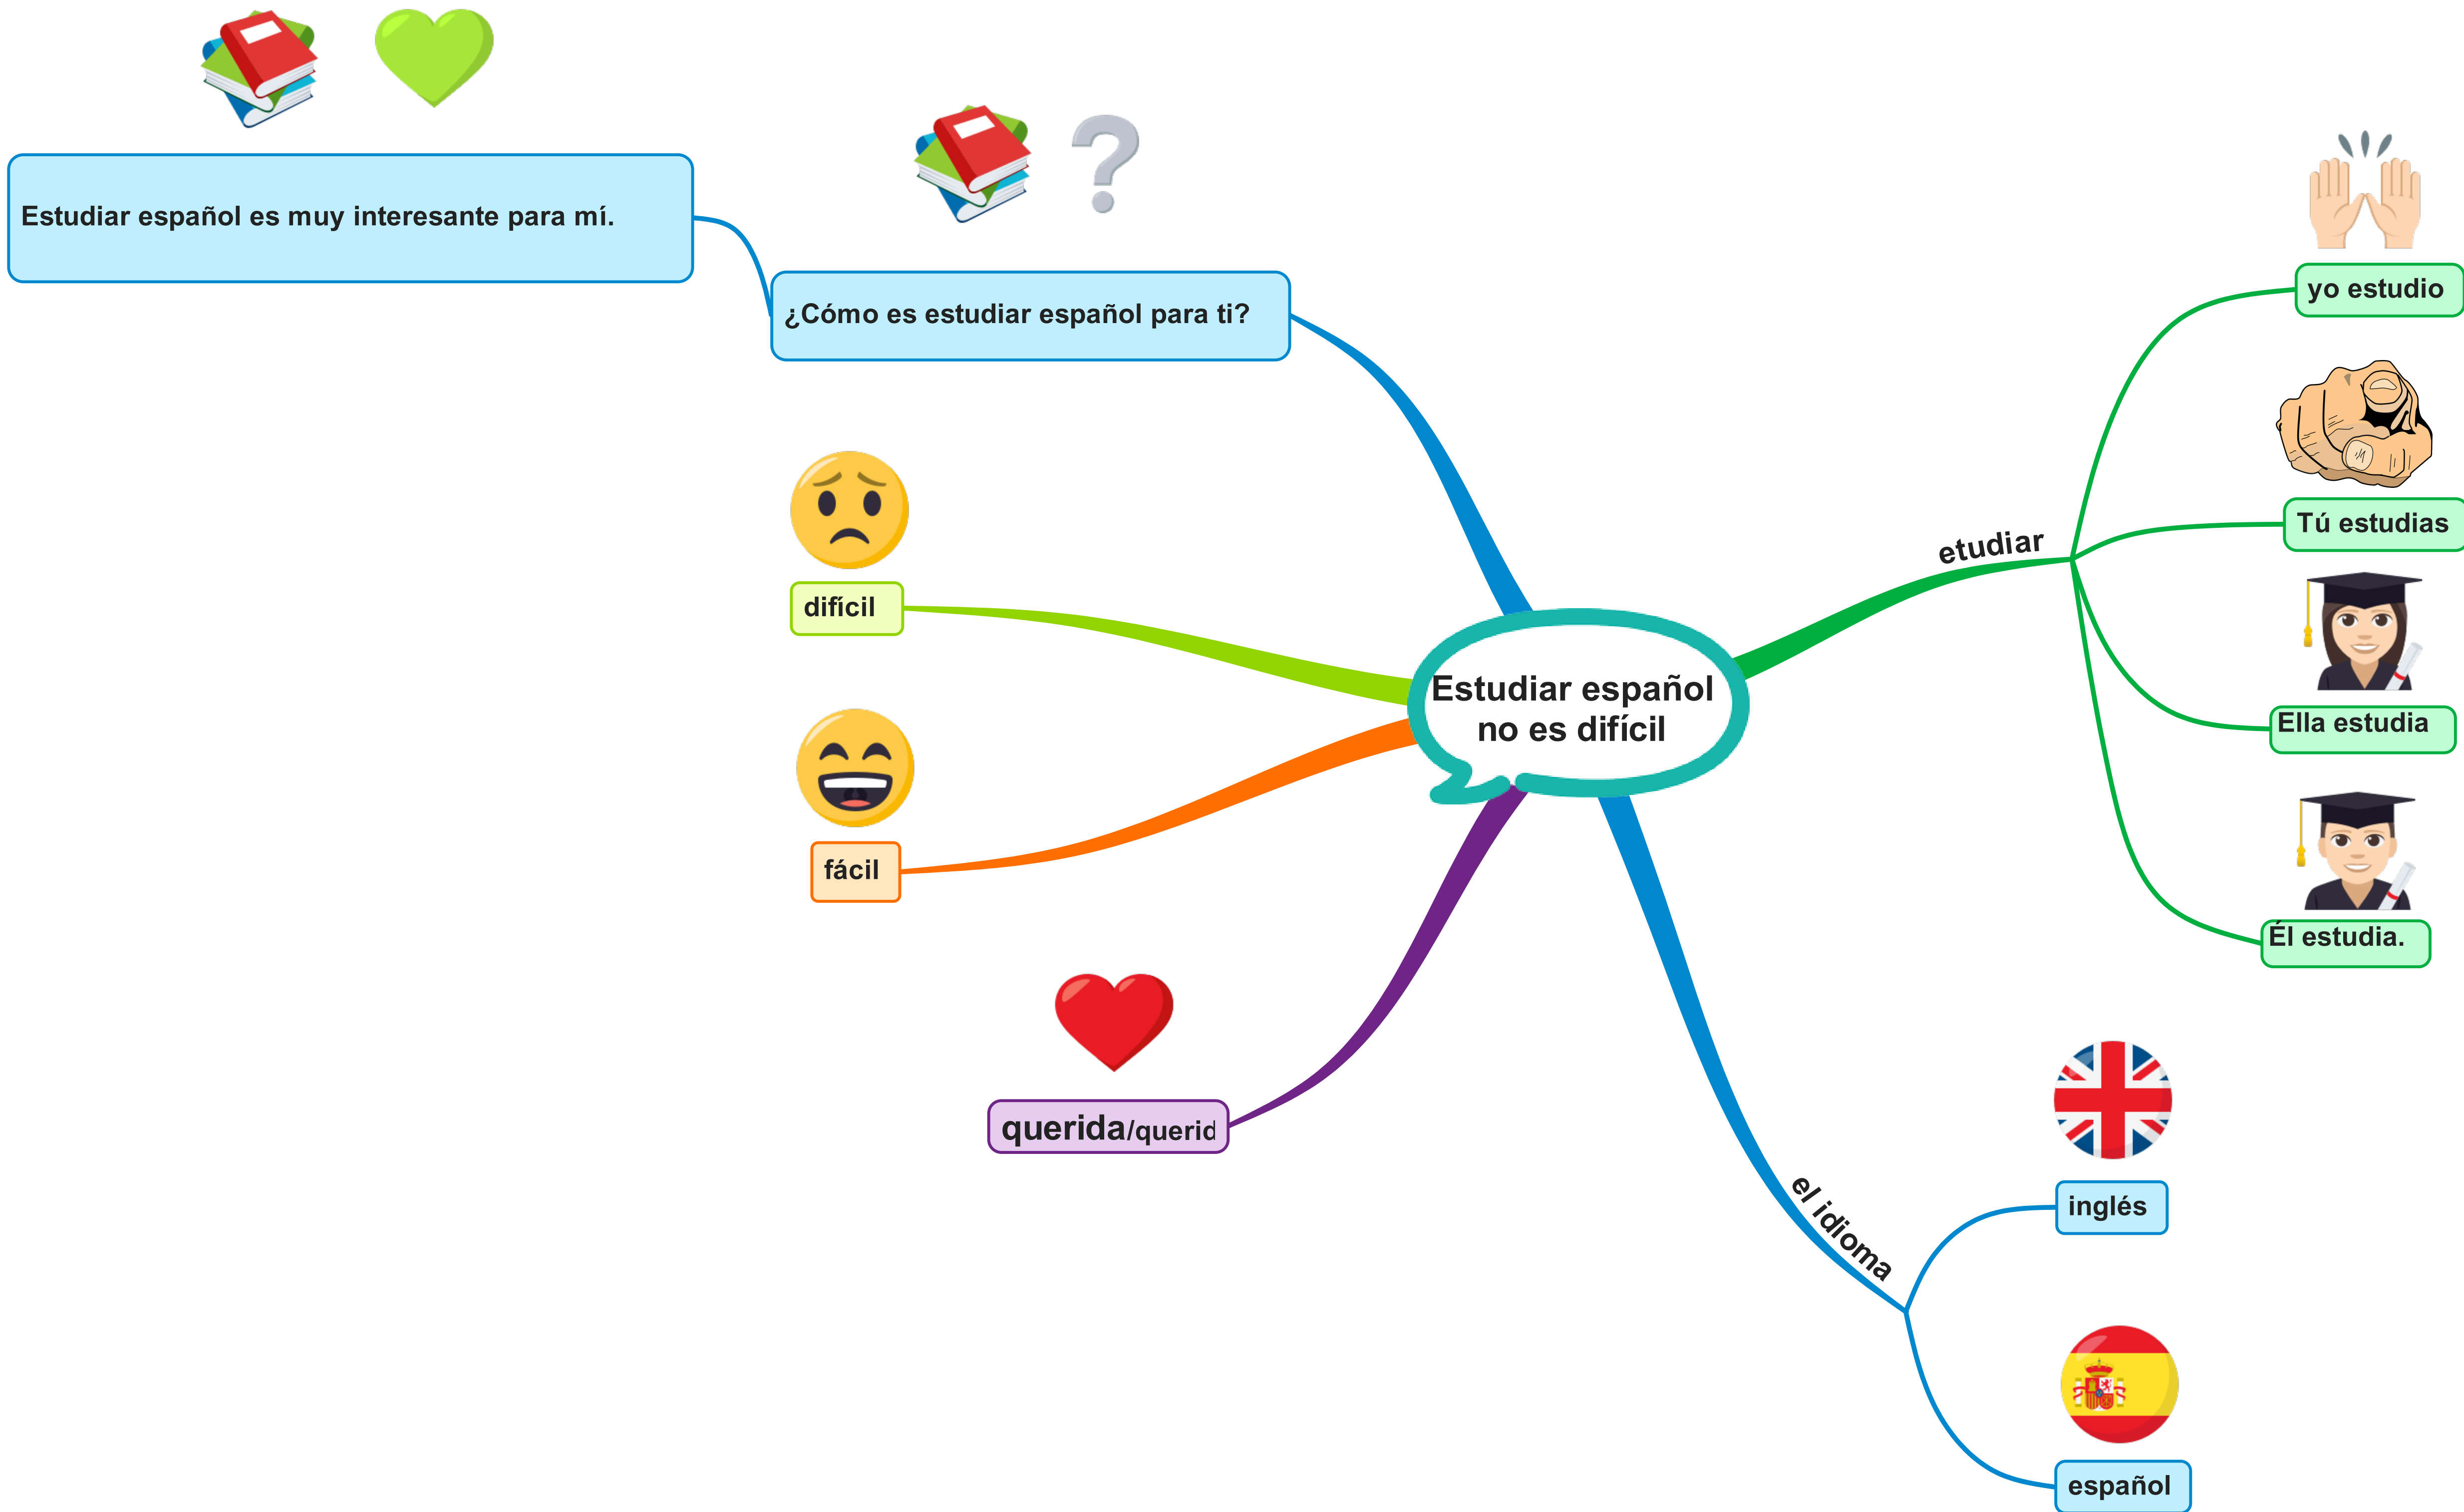 Estudiar español es muy interesante para mí.
¿Cómo es estudiar español para ti?
difícil
fácil
querida/querid
Estudiar español
no es difícil
etudiar
yo estudio
Tú estudias
Ella estudia
Él estudia.
el idioma
inglés
español